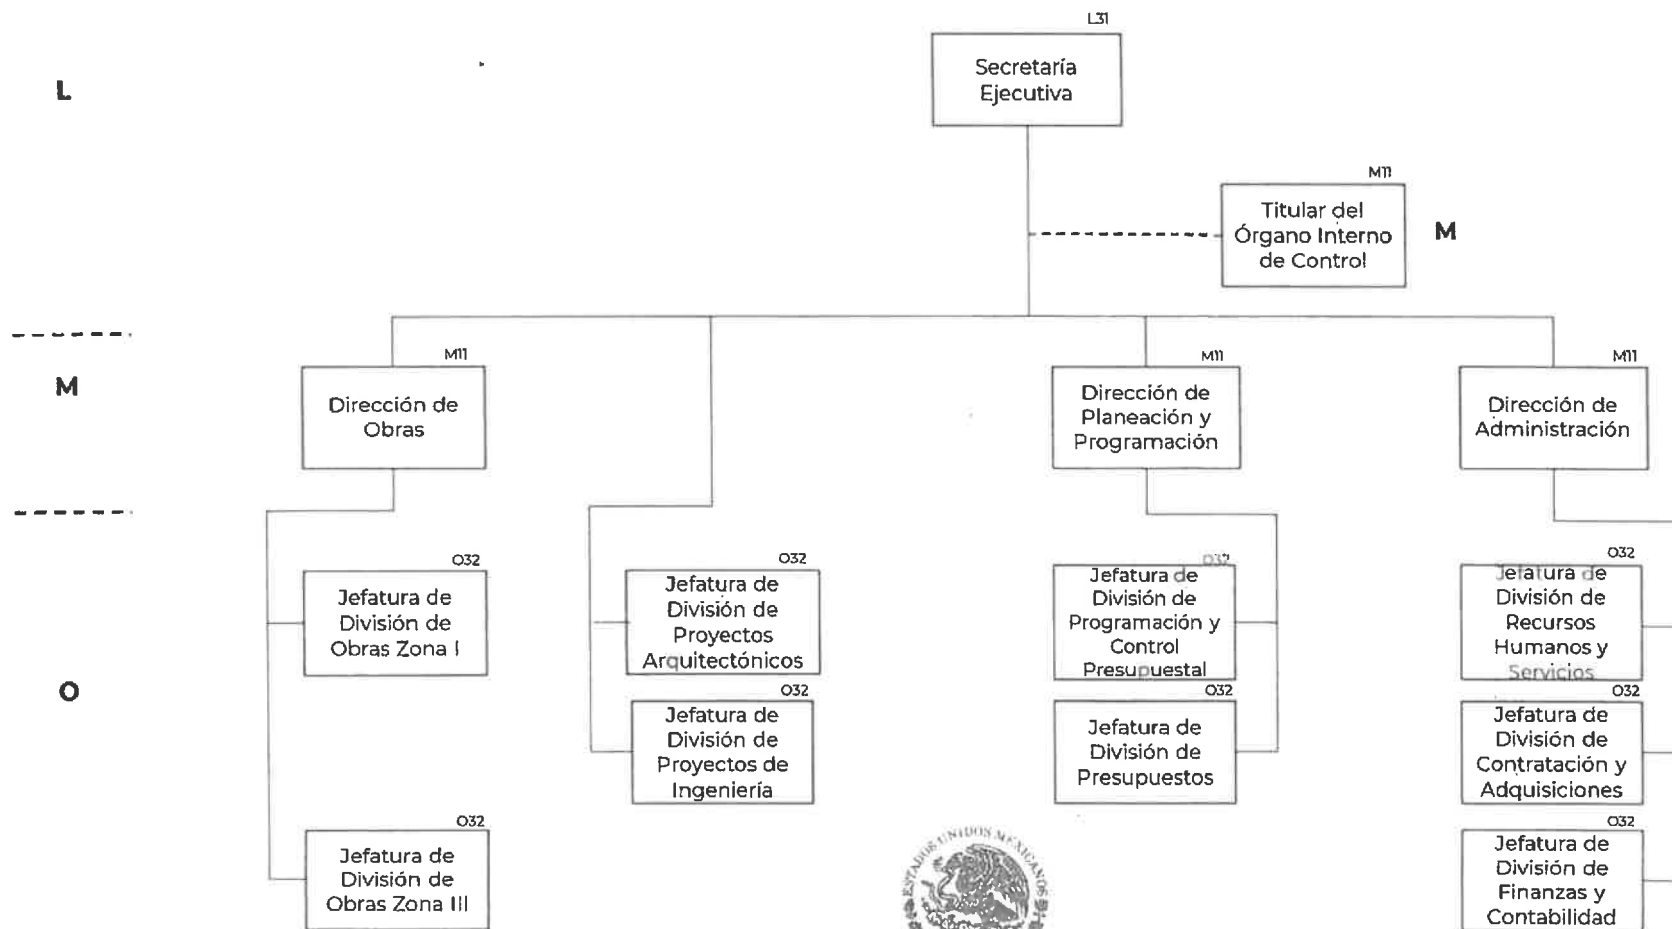 L31
Secretaría
Ejecutiva
L
M11
Titular del
Órgano Interno
de Control
M
M
M11
Dirección de
Obras
M11
Dirección de
Planeación y
Programación
M11
Dirección de
Administración
O
O32
Jefatura de
División de
Obras Zona I
O32
Jefatura de
División de
Proyectos
Arquitectónicos
O32
Jefatura de
División de
Programación y
Control
Presupuestal
O32
Jefatura de
División de
Recursos
Humanos y
Servicios
O32
Jefatura de
División de
Proyectos de
Ingeniería
O32
Jefatura de
División de
Presupuestos
O32
Jefatura de
División de
Contratación y
Adquisiciones
O32
Jefatura de
División de
Obras Zona III
O32
Jefatura de
División de
Finanzas y
Contabilidad
ESTADOS UNIDOS MEXICANOS